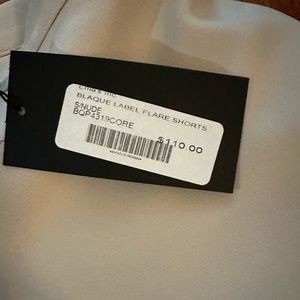 BLAQUE LABEL FLARE SHORTS
S/NUDE
BQP4319CORE
$110.00